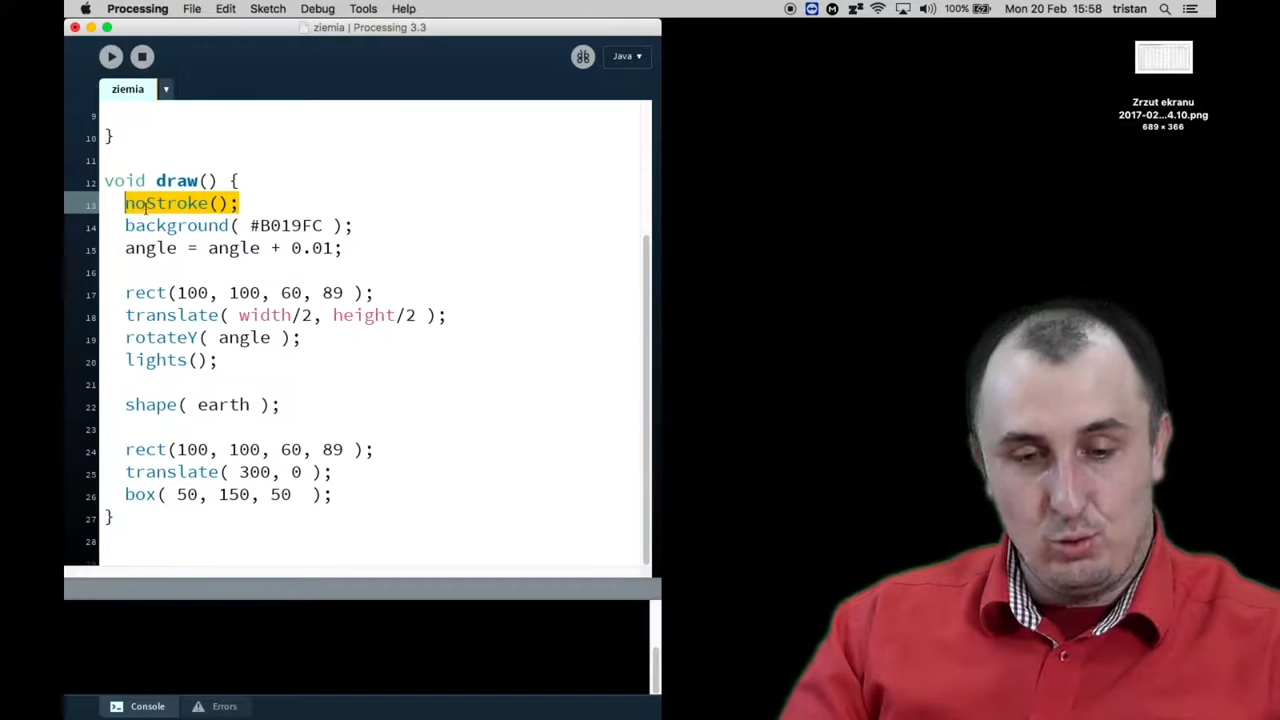 Processing File Edit Sketch Debug Tools Help 100% Mon 20 Feb 15:58 tristan
ziemia | Processing 3.3
Java
ziemia
Zrzut ekranu
2017-02...4.10.png
689 × 366
9
10 }
11
12 void draw() {
13 noStroke();
14 background( #B019FC );
15 angle = angle + 0.01;
16
17 rect(100, 100, 60, 89 );
18 translate( width/2, height/2 );
19 rotateY( angle );
20 lights();
21
22 shape( earth );
23
24 rect(100, 100, 60, 89 );
25 translate( 300, 0 );
26 box( 50, 150, 50 );
27 }
28
Console Errors